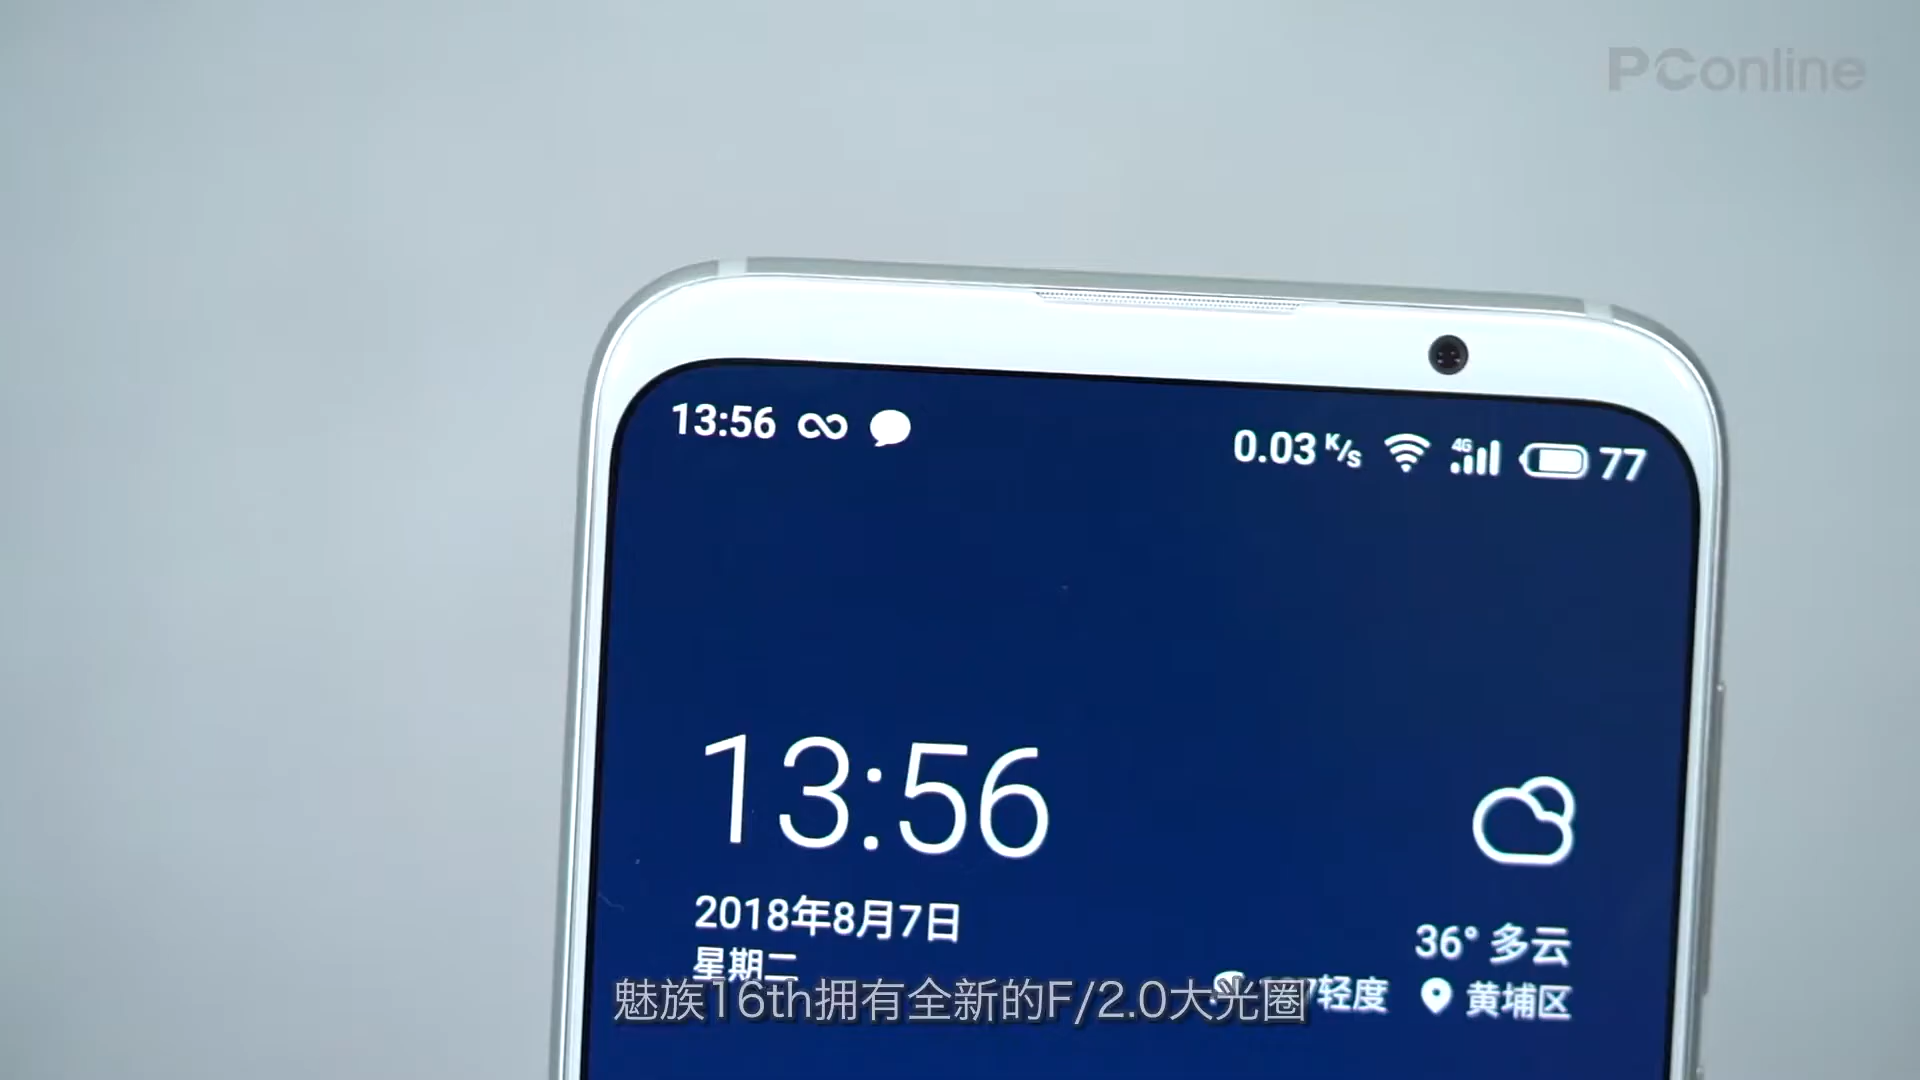 PConline
13:56
0.03 K/s 4G 77
13:56
2018年8月7日
星期二
36° 多云
轻度 黄埔区
魅族16th拥有全新的F/2.0大光圈